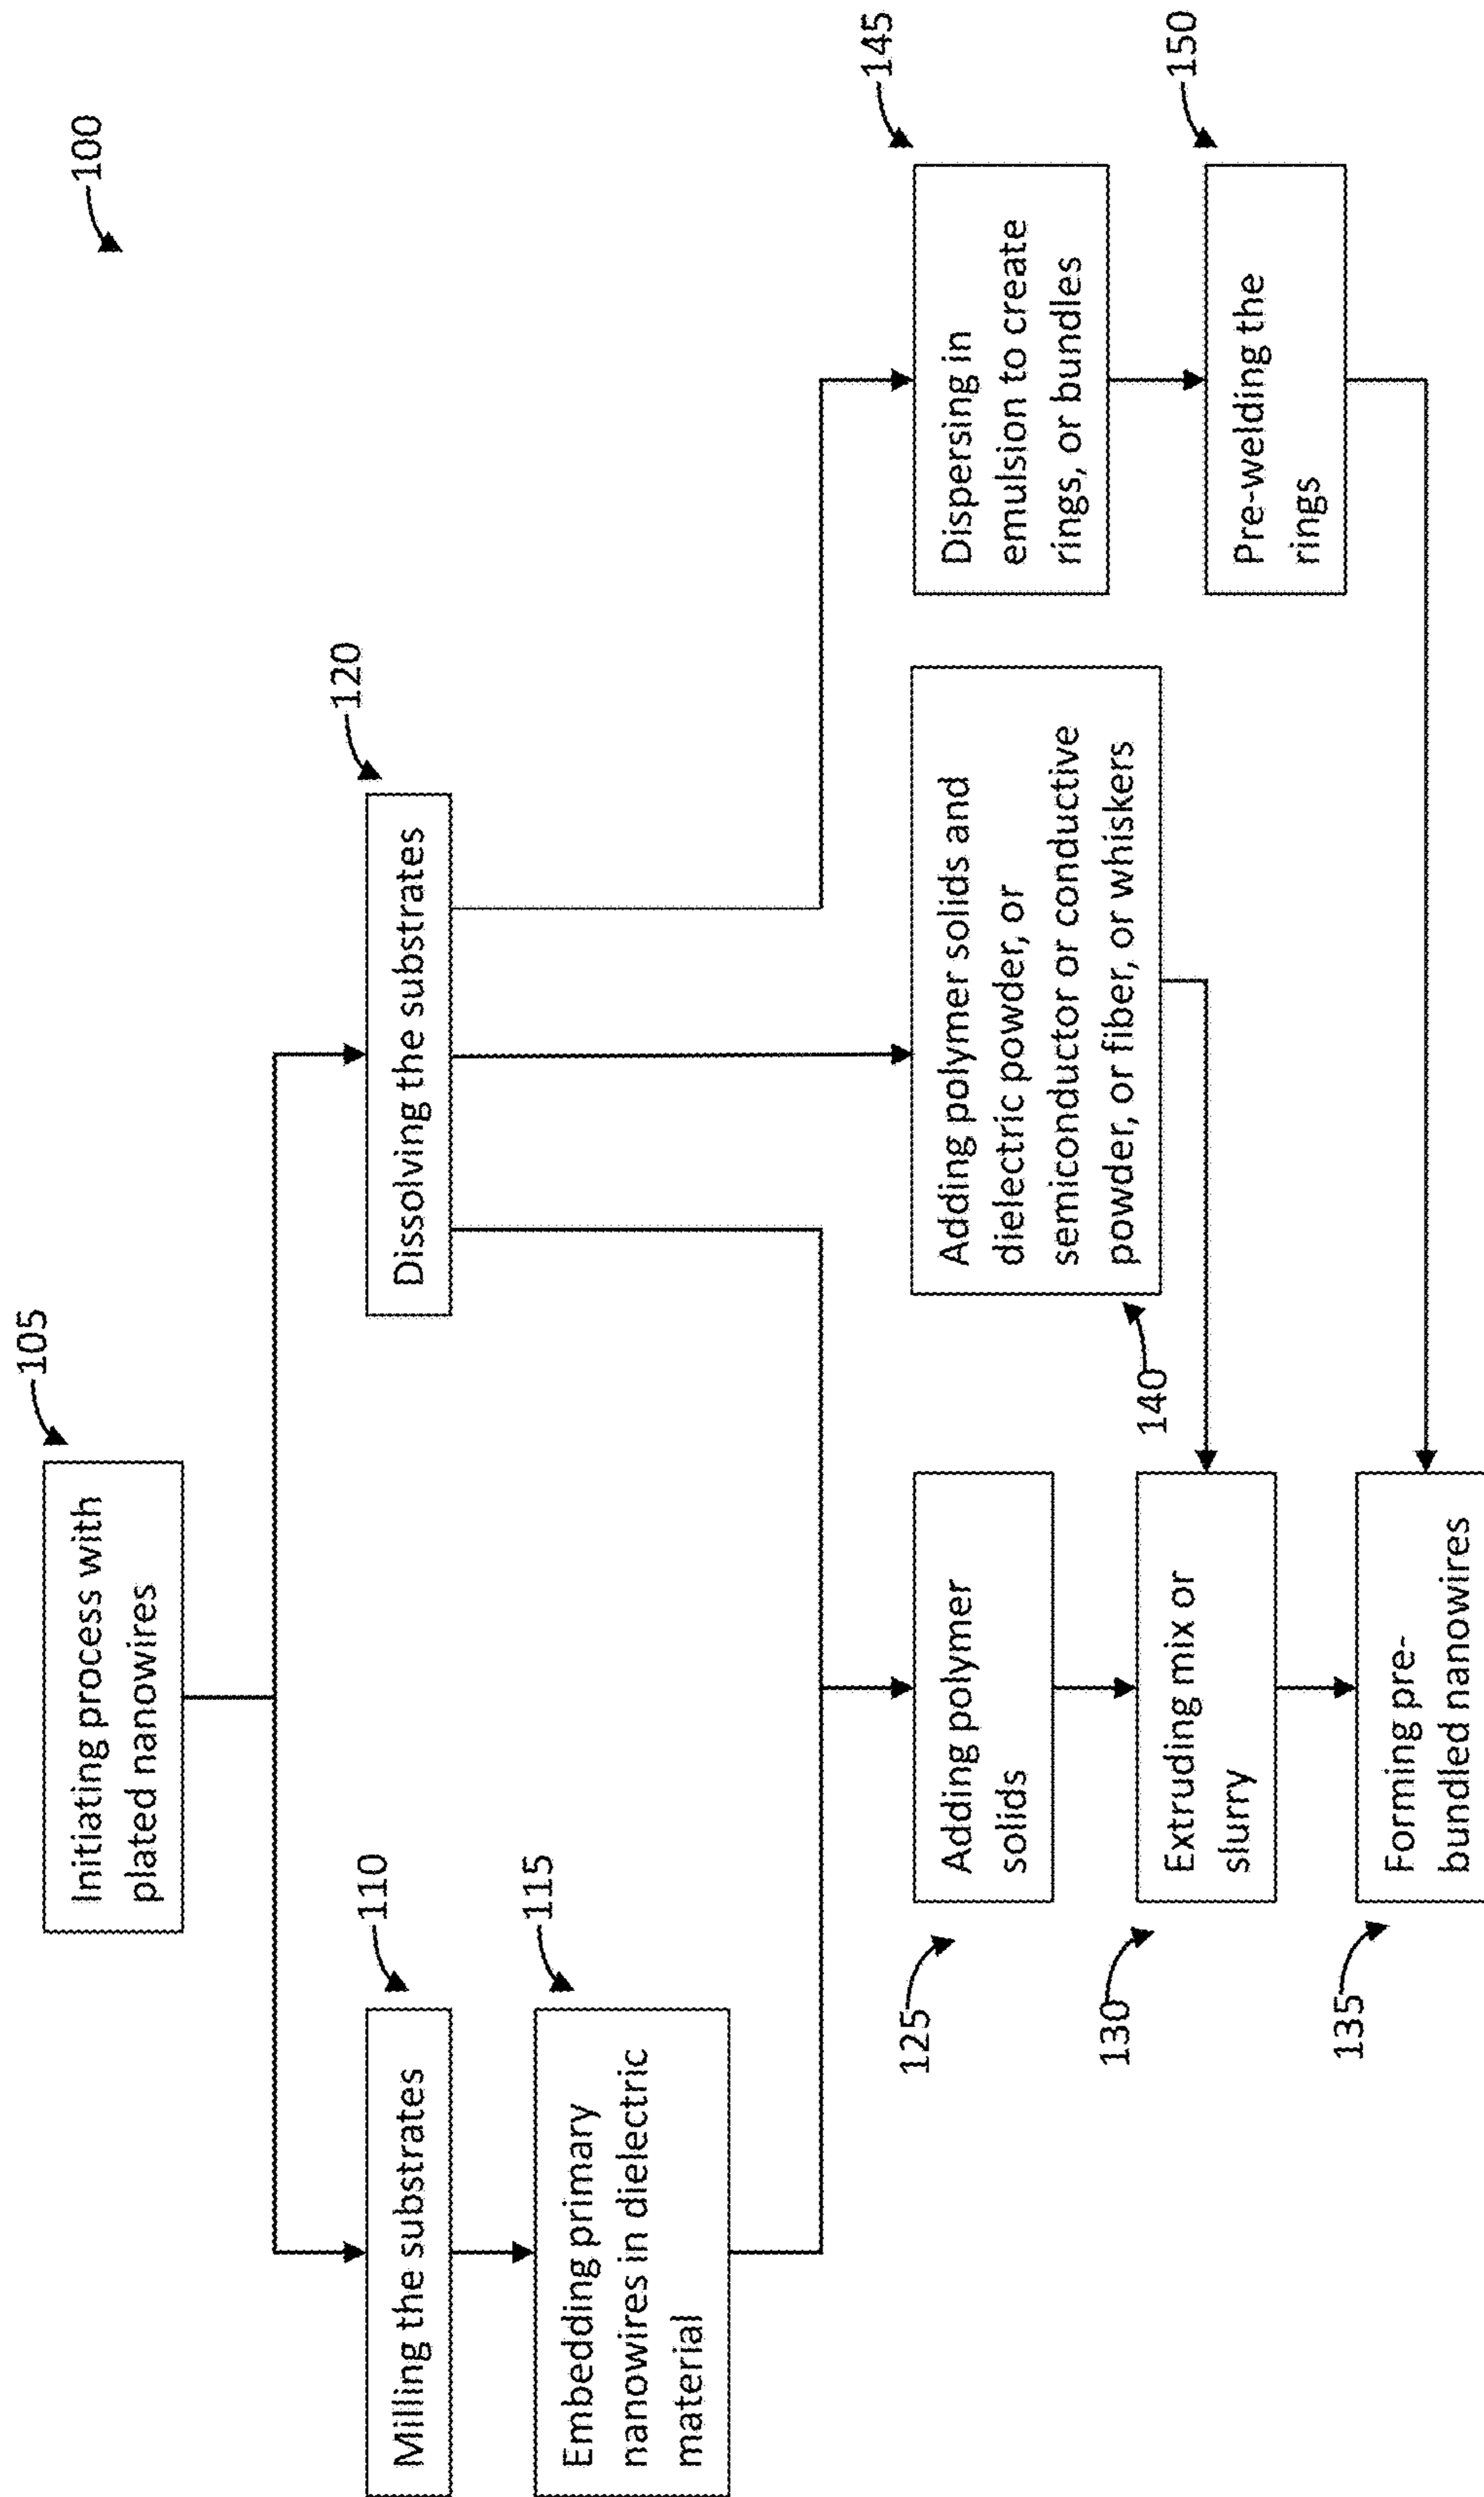 100
105
Initiating process with
plated nanowires
110
Milling the substrates
115
Embedding primary
nanowires in dielectric
material
120
Dissolving the substrates
125
Adding polymer
solids
130
Extruding mix or
slurry
135
Forming pre-
bundled nanowires
140
Adding polymer solids and
dielectric powder, or
semiconductor or conductive
powder, or fiber, or whiskers
145
Dispersing in
emulsion to create
rings, or bundles
150
Pre-welding the
rings